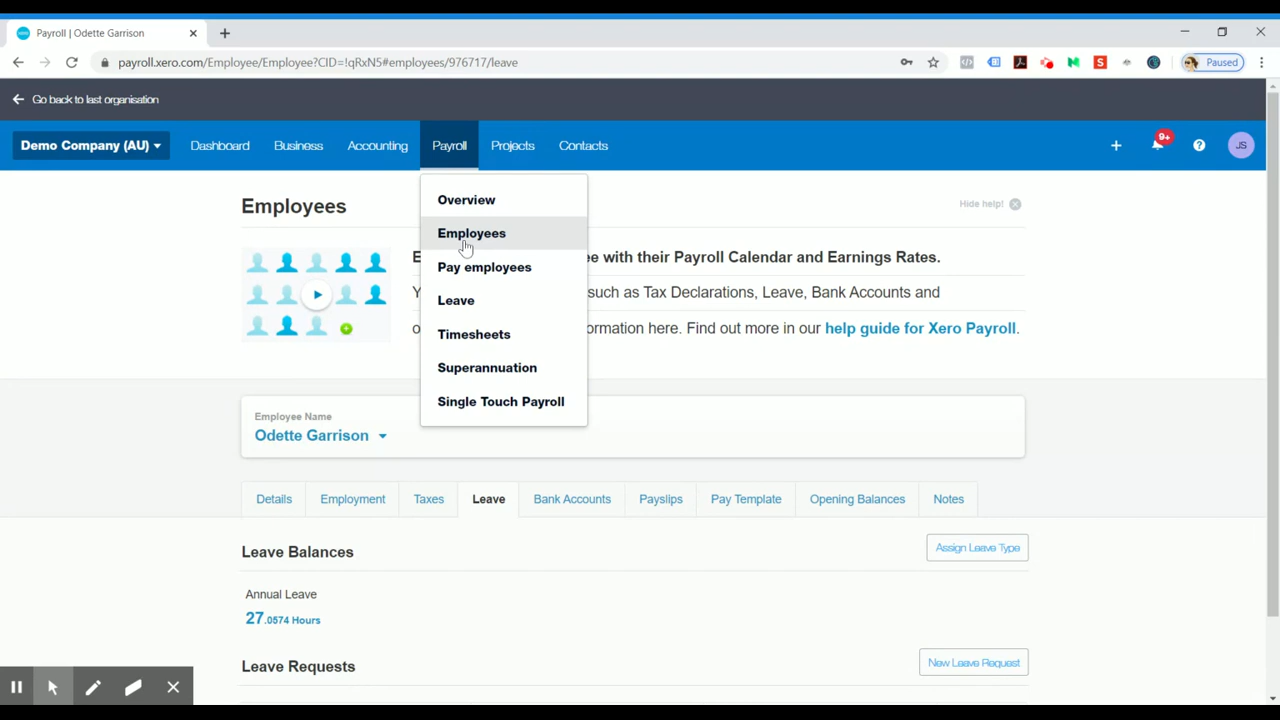 Payroll | Odette Garrison
payroll.xero.com/Employee/Employee?CID=!qRxN5#employees/976717/leave
Paused
Go back to last organisation
Demo Company (AU)
Dashboard
Business
Accounting
Payroll
Projects
Contacts
9+
JS
Overview
Employees
Pay employees
Leave
Timesheets
Superannuation
Single Touch Payroll
Employees
Hide help!
E
e with their Payroll Calendar and Earnings Rates.
Y
such as Tax Declarations, Leave, Bank Accounts and
o
ormation here. Find out more in our help guide for Xero Payroll.
Employee Name
Odette Garrison
Details
Employment
Taxes
Leave
Bank Accounts
Payslips
Pay Template
Opening Balances
Notes
Leave Balances
Assign Leave Type
Annual Leave
27.0574 Hours
Leave Requests
New Leave Request